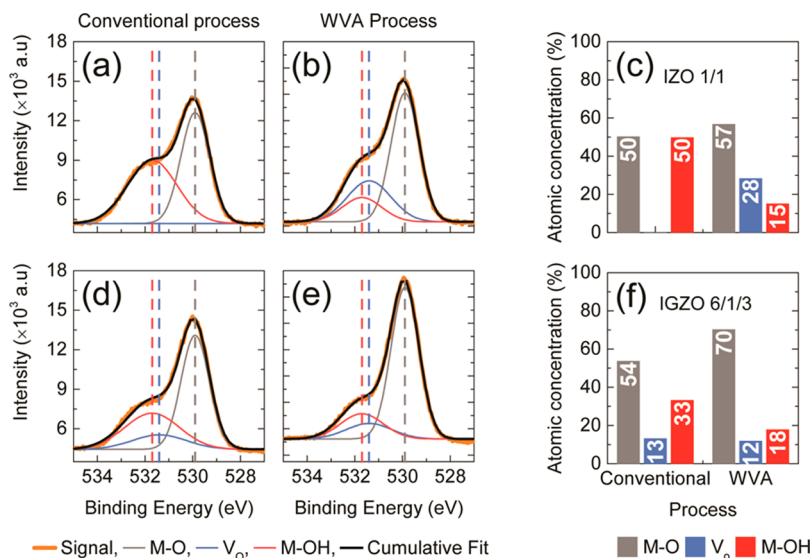 Conventional process
WVA Process
Intensity (×10³ a.u)
18
15
12
9
6
(a)
(b)
Atomic concentration (%)
100
80
60
40
20
0
(c)
IZO 1/1
50
50
57
28
15
Intensity (×10³ a.u)
18
15
12
9
6
(d)
(e)
534 532 530 528
534 532 530 528
Binding Energy (eV)
Binding Energy (eV)
Atomic concentration (%)
100
80
60
40
20
0
(f)
IGZO 6/1/3
54
13
33
70
12
18
Conventional
WVA
Process
Signal, M-O, V_O, M-OH, Cumulative Fit
M-O V_o M-OH